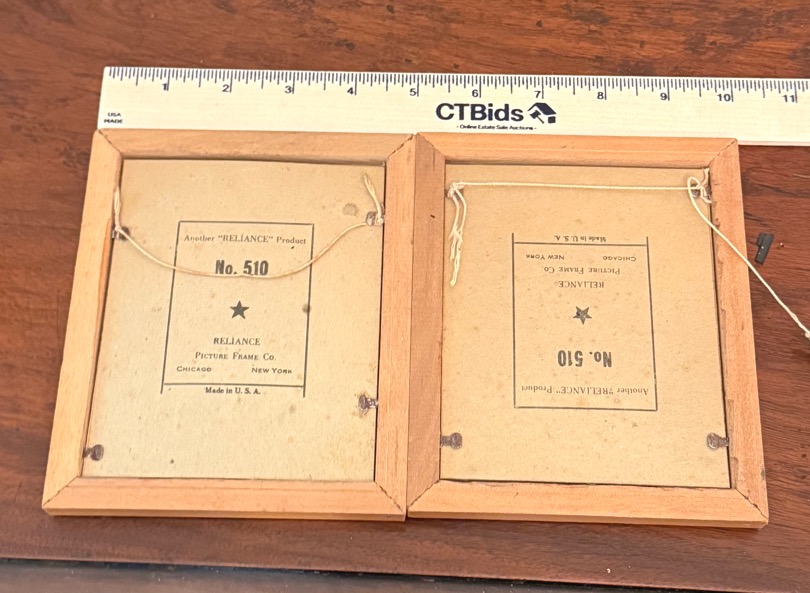 1 2 3 4 5 6 7 8 9 10 11
USA
MADE
CTBids
- Online Estate Sale Auctions -
Another "RELIANCE" Product
No. 510
RELIANCE
PICTURE FRAME CO.
CHICAGO NEW YORK
Made in U. S. A.
Another "RELIANCE" Product
No. 510
RELIANCE
PICTURE FRAME CO.
CHICAGO NEW YORK
Made in U. S. A.